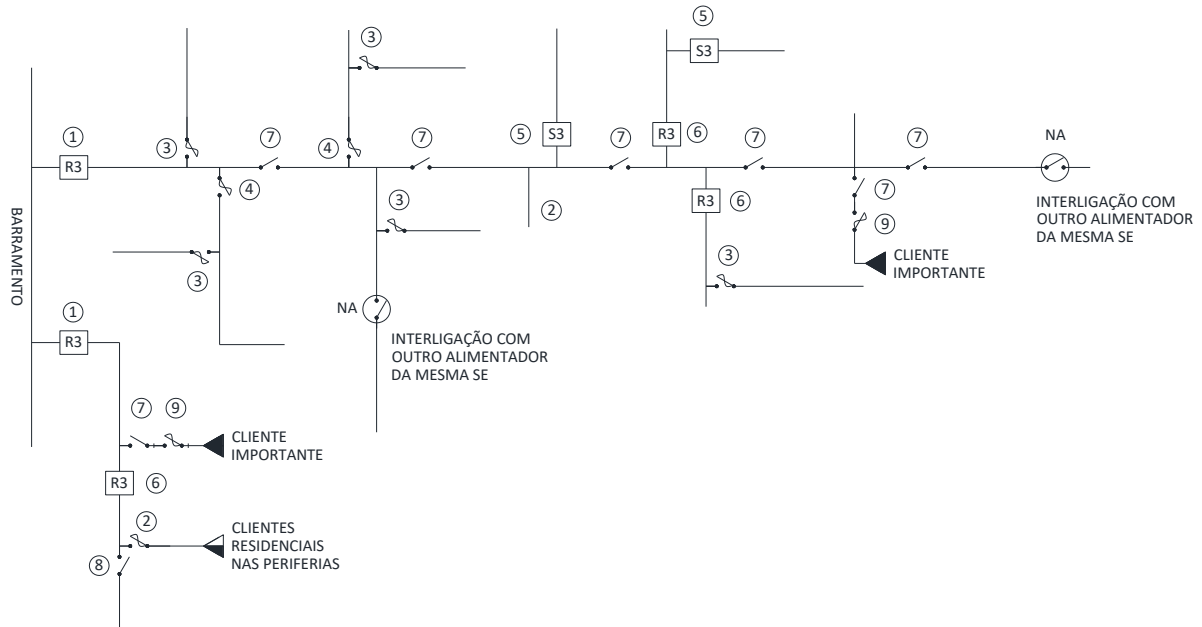 5
3
S3
1
3
7
4
7
5
S3
7
R3
6
7
7
NA
R3
4
3
2
R3
6
7
9
INTERLIGAÇÃO COM
OUTRO ALIMENTADOR
DA MESMA SE
BARRAMENTO
3
3
CLIENTE
IMPORTANTE
1
NA
R3
INTERLIGAÇÃO COM
OUTRO ALIMENTADOR
DA MESMA SE
7
9
CLIENTE
IMPORTANTE
R3
6
2
CLIENTES
RESIDENCIAIS
NAS PERIFERIAS
8